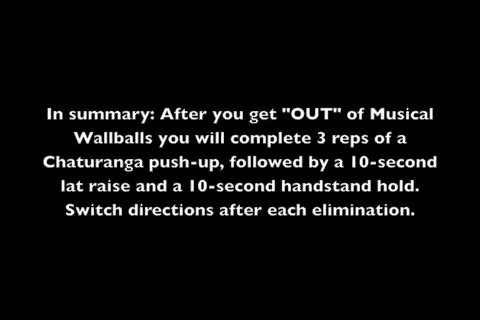 In summary: After you get "OUT" of Musical
Wallballs you will complete 3 reps of a
Chaturanga push-up, followed by a 10-second
lat raise and a 10-second handstand hold.
Switch directions after each elimination.